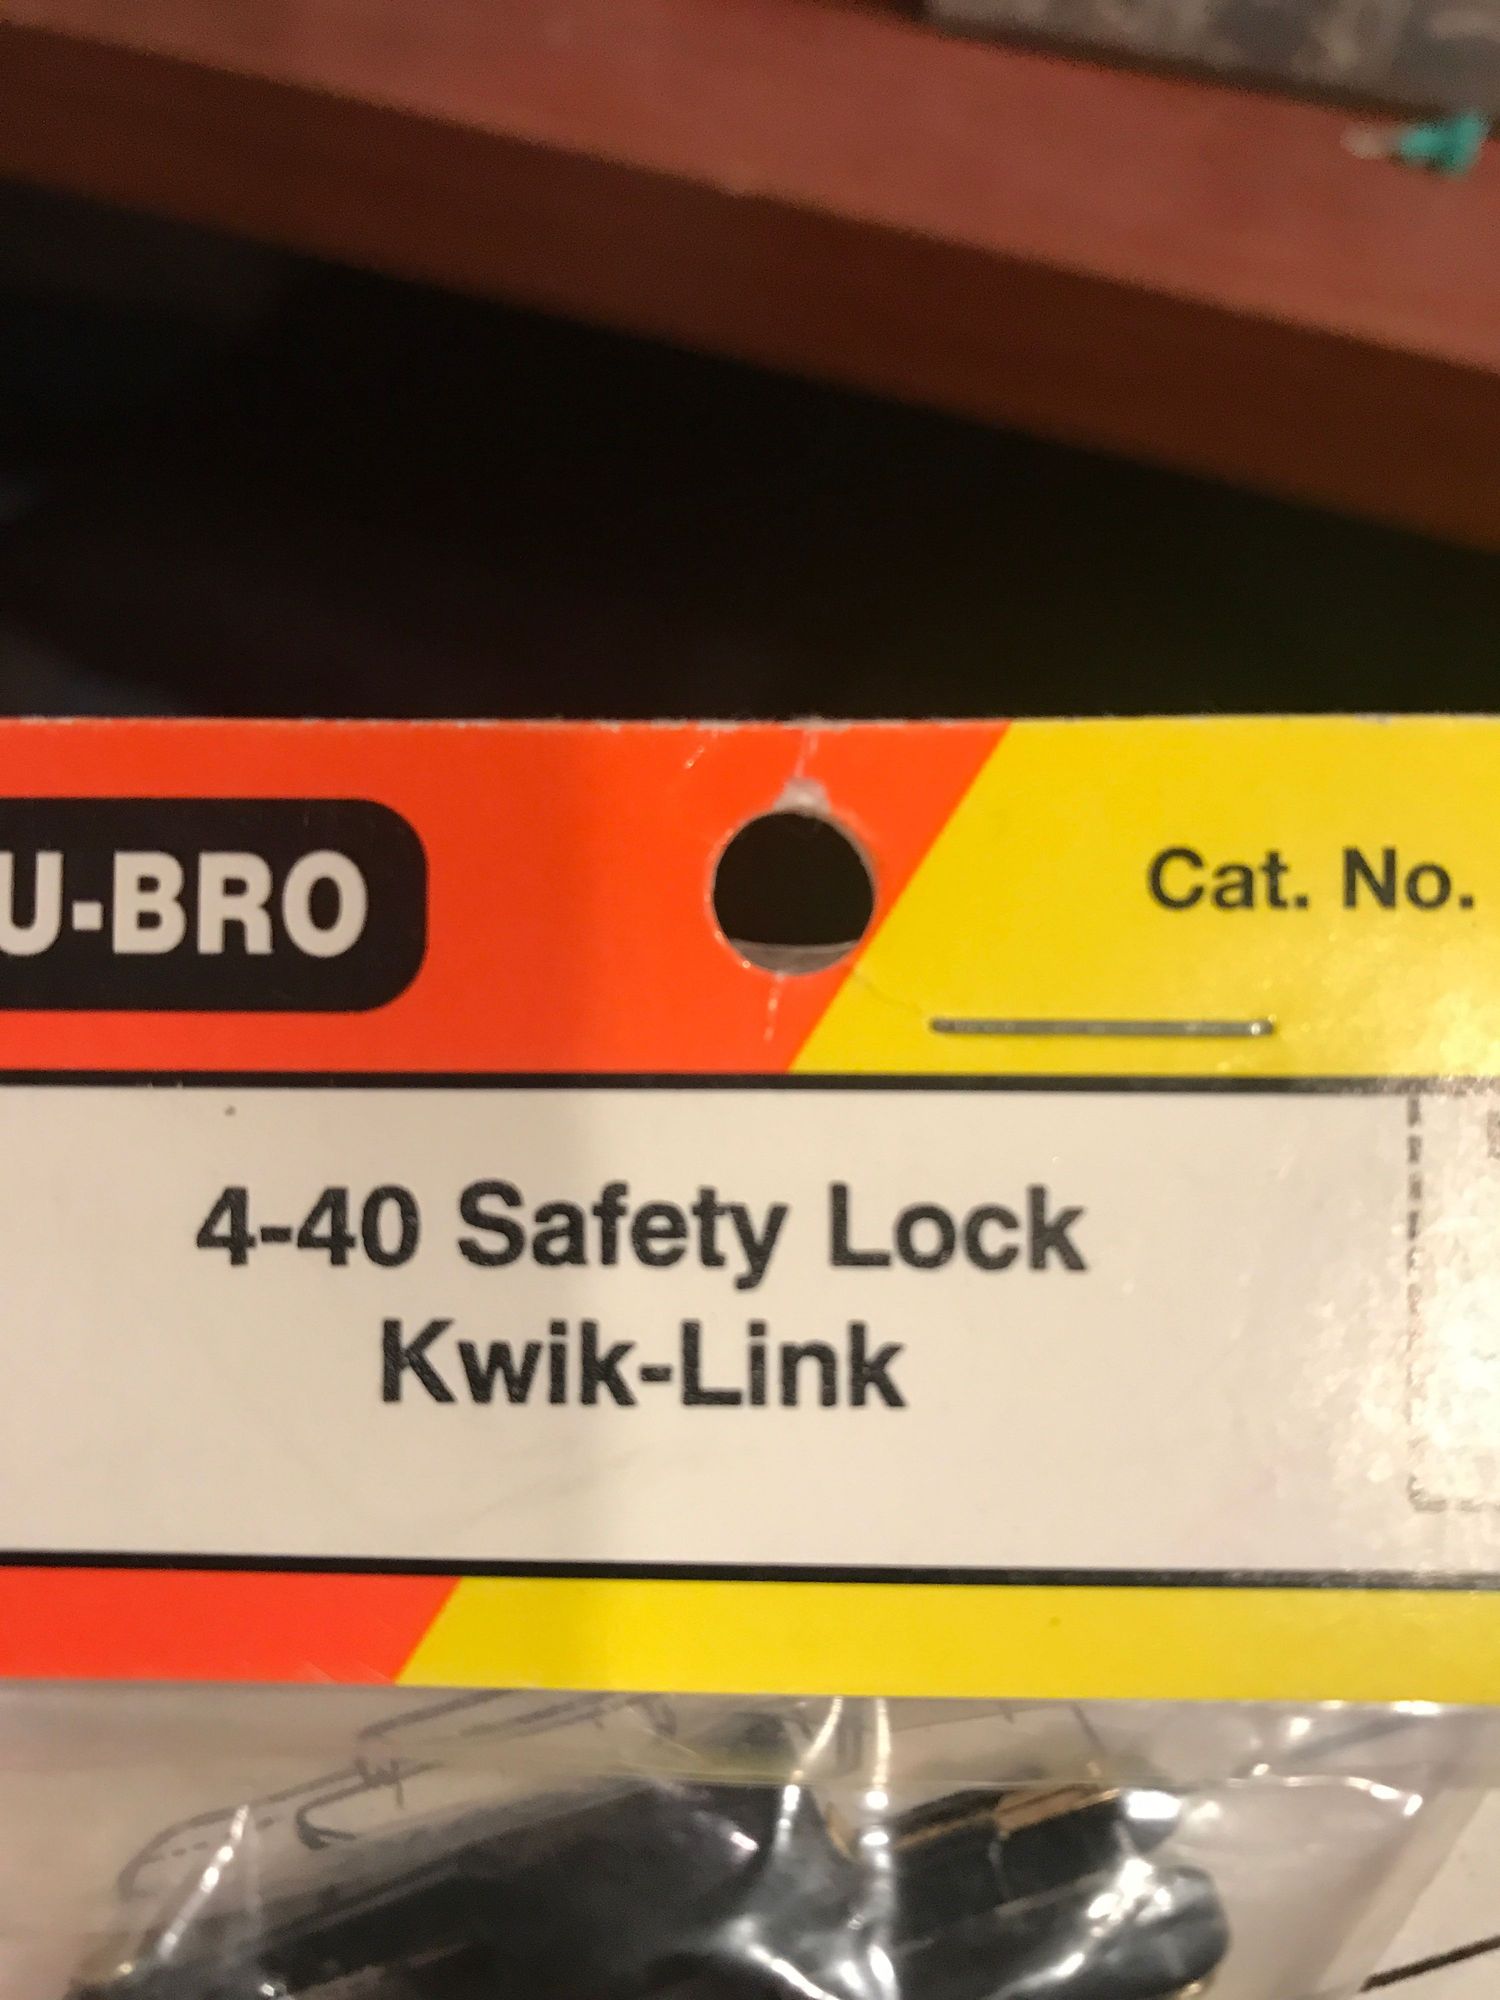 U-BRO
Cat. No.
4-40 Safety Lock
Kwik-Link